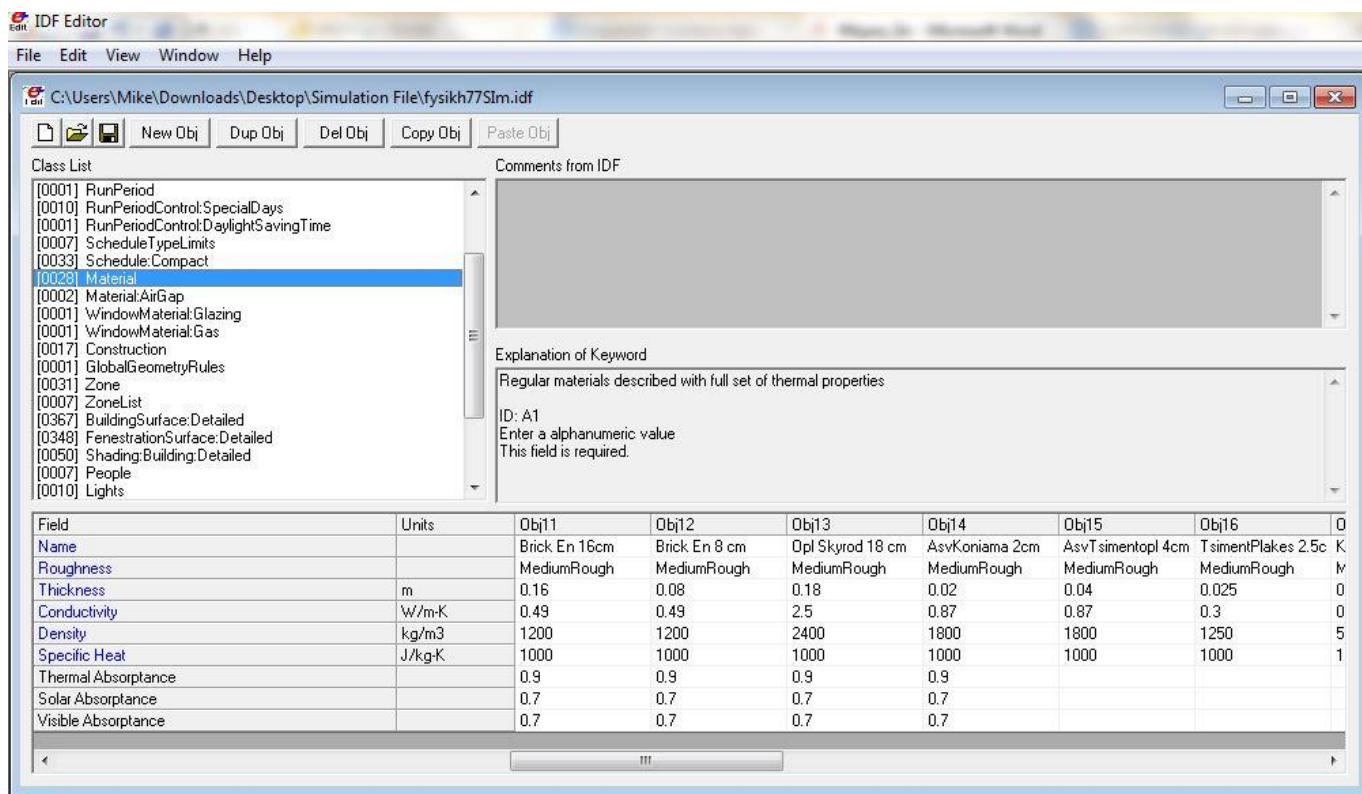 IDF Editor
File Edit View Window Help
C:\Users\Mike\Downloads\Desktop\Simulation File\fysikh77SIm.idf
New Obj Dup Obj Del Obj Copy Obj Paste Obj
Class List
[0001] RunPeriod
[0010] RunPeriodControl:SpecialDays
[0001] RunPeriodControl:DaylightSavingTime
[0007] ScheduleTypeLimits
[0033] Schedule:Compact
[0028] Material
[0002] Material:AirGap
[0001] WindowMaterial:Glazing
[0001] WindowMaterial:Gas
[0017] Construction
[0001] GlobalGeometryRules
[0031] Zone
[0007] ZoneList
[0367] BuildingSurface:Detailed
[0348] FenestrationSurface:Detailed
[0050] Shading:Building:Detailed
[0007] People
[0010] Lights
Comments from IDF
Explanation of Keyword
Regular materials described with full set of thermal properties
ID: A1
Enter a alphanumeric value
This field is required.
Field Units Obj11 Obj12 Obj13 Obj14 Obj15 Obj16 O
Name Brick En 16cm Brick En 8 cm Opl Skyrod 18 cm AsvKoniama 2cm AsvTsimentopl 4cm TsimentPlakes 2.5c K
Roughness MediumRough MediumRough MediumRough MediumRough MediumRough MediumRough M
Thickness m 0.16 0.08 0.18 0.02 0.04 0.025 0
Conductivity W/m-K 0.49 0.49 2.5 0.87 0.87 0.3 0
Density kg/m3 1200 1200 2400 1800 1800 1250 5
Specific Heat J/kg-K 1000 1000 1000 1000 1000 1000 1
Thermal Absorptance 0.9 0.9 0.9 0.9
Solar Absorptance 0.7 0.7 0.7 0.7
Visible Absorptance 0.7 0.7 0.7 0.7